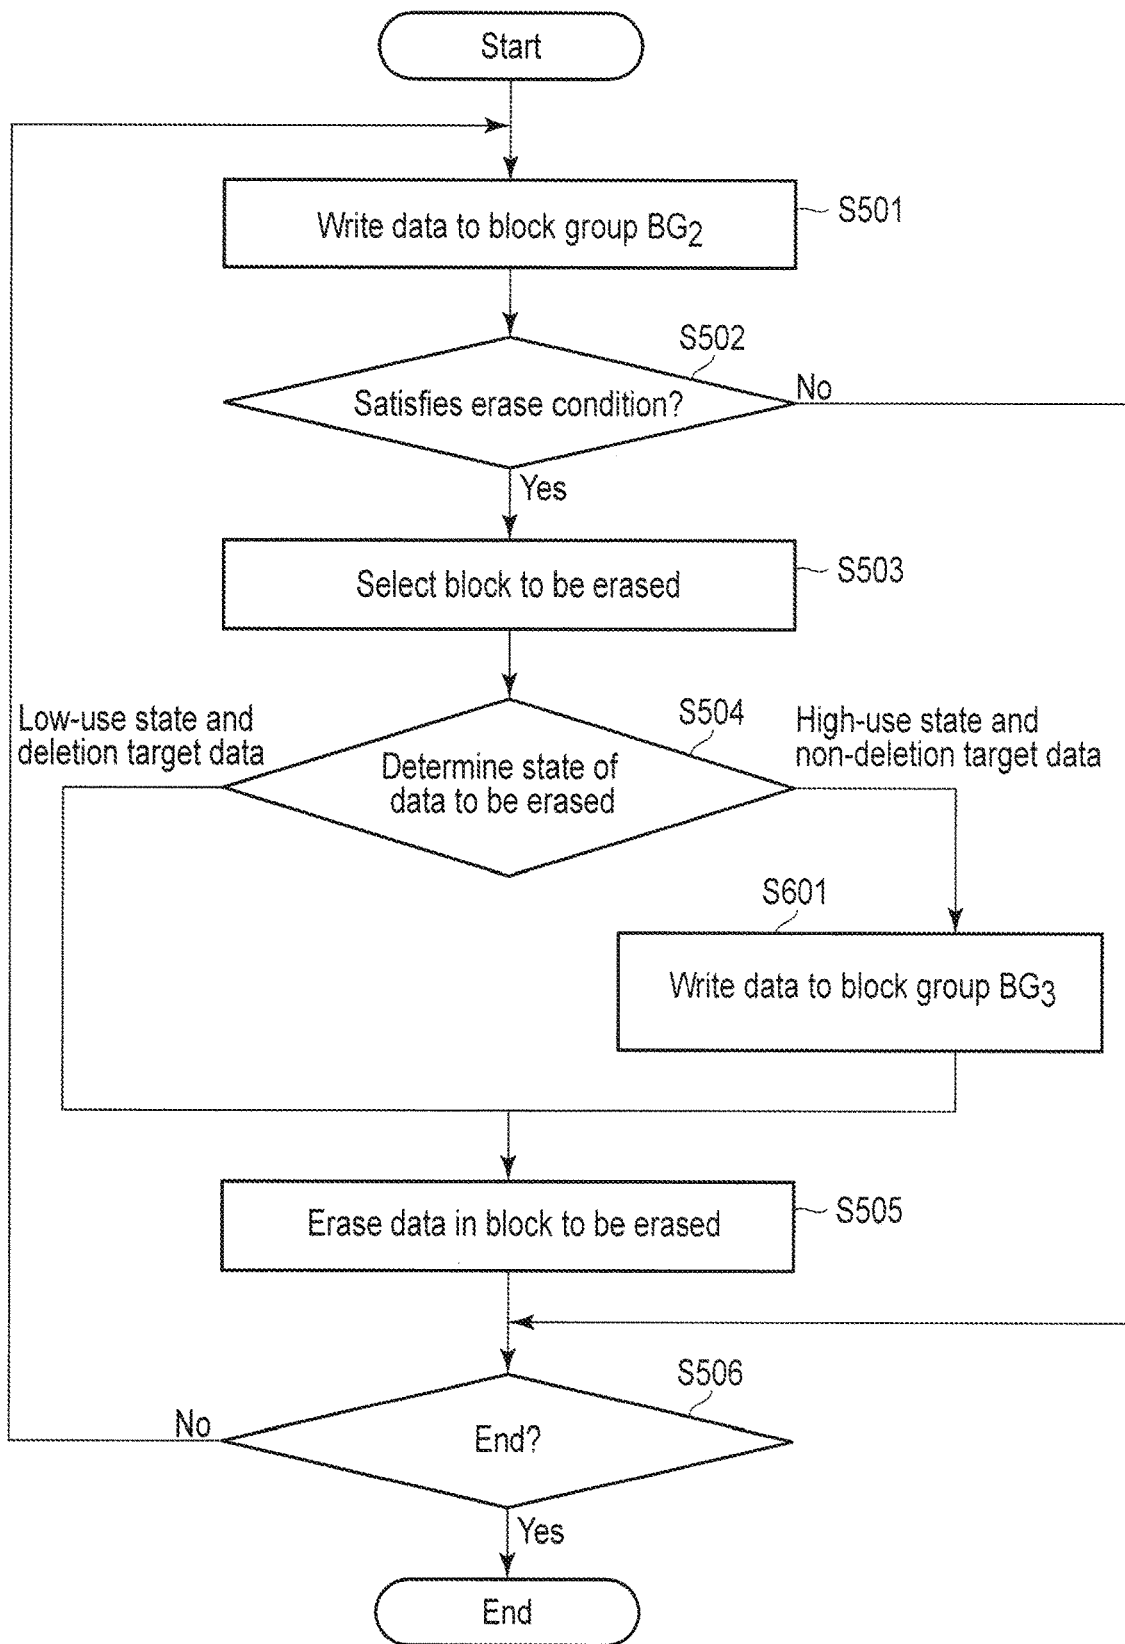 Start
Write data to block group BG2
S501
S502
Satisfies erase condition?
No
Yes
Select block to be erased
S503
Low-use state and
deletion target data
S504
High-use state and
non-deletion target data
Determine state of
data to be erased
S601
Write data to block group BG3
Erase data in block to be erased
S505
S506
No
End?
Yes
End